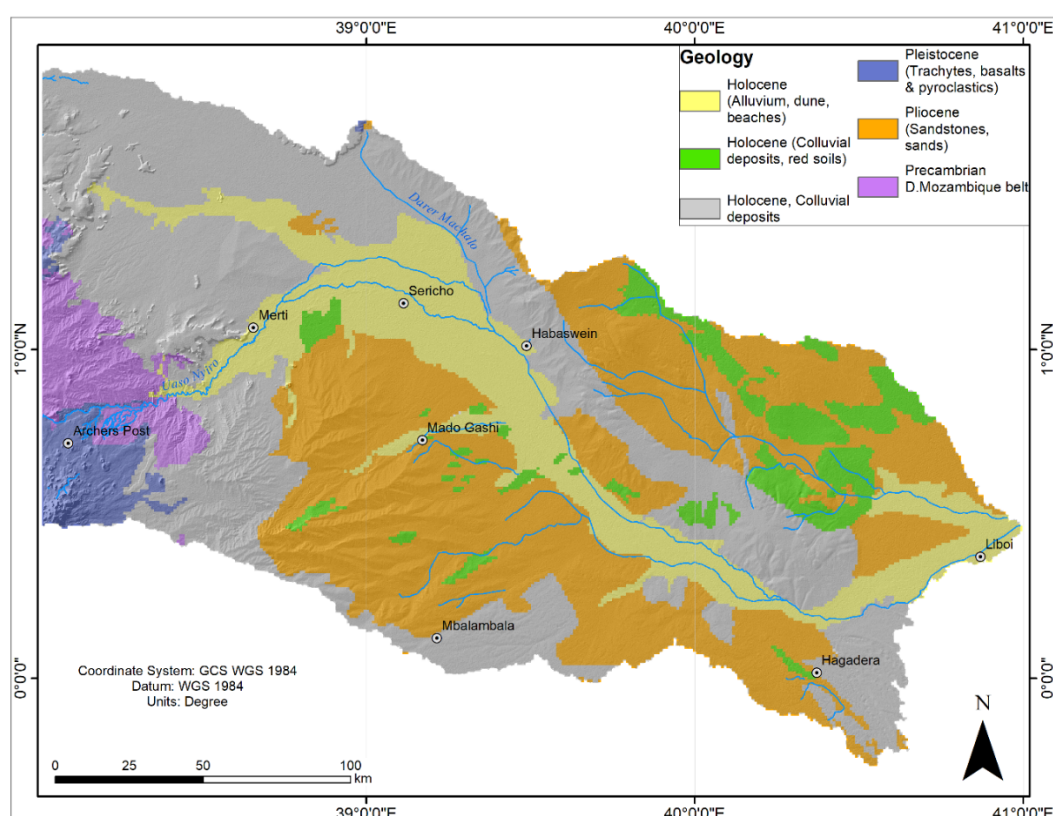 39°0'0"E
40°0'0"E
41°0'0"E
Geology
Holocene
(Alluvium, dune,
beaches)
Holocene (Colluvial
deposits, red soils)
Holocene, Colluvial
deposits
Pleistocene
(Trachytes, basalts
& pyroclastics)
Pliocene
(Sandstones,
sands)
Precambrian
D.Mozambique belt
Darer Machalo
Sericho
Merti
Habaswein
1°0'0"N
1°0'0"N
Uaso Nyiro
Archers Post
Mado Gashi
Liboi
Mbalambala
Hagadera
0°0'0"
0°0'0"
Coordinate System: GCS WGS 1984
Datum: WGS 1984
Units: Degree
N
0 25 50 100
km
39°0'0"E
40°0'0"E
41°0'0"E